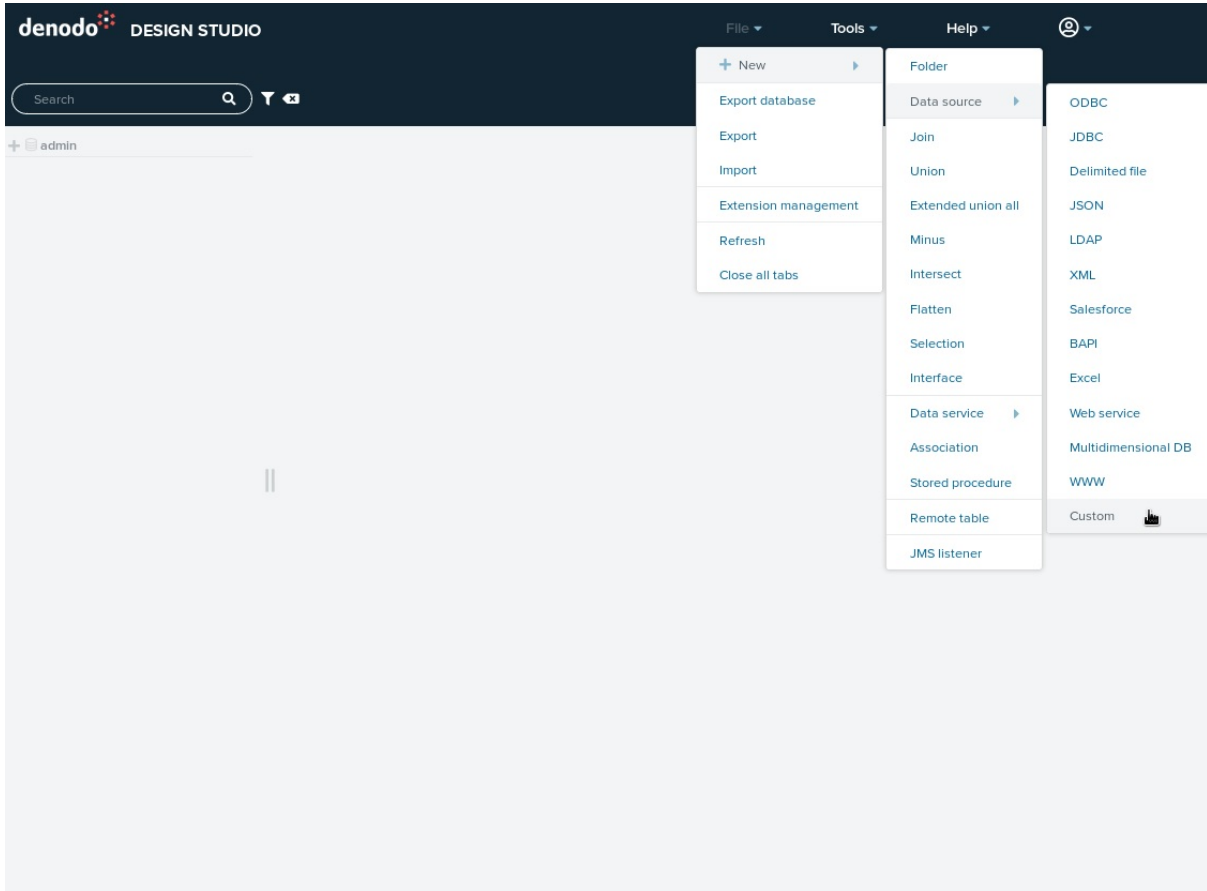 denodo DESIGN STUDIO
File
Tools
Help
Search
admin
New
Export database
Export
Import
Extension management
Refresh
Close all tabs
Folder
Data source
Join
Union
Extended union all
Minus
Intersect
Flatten
Selection
Interface
Data service
Association
Stored procedure
Remote table
JMS listener
ODBC
JDBC
Delimited file
JSON
LDAP
XML
Salesforce
BAPI
Excel
Web service
Multidimensional DB
WWW
Custom